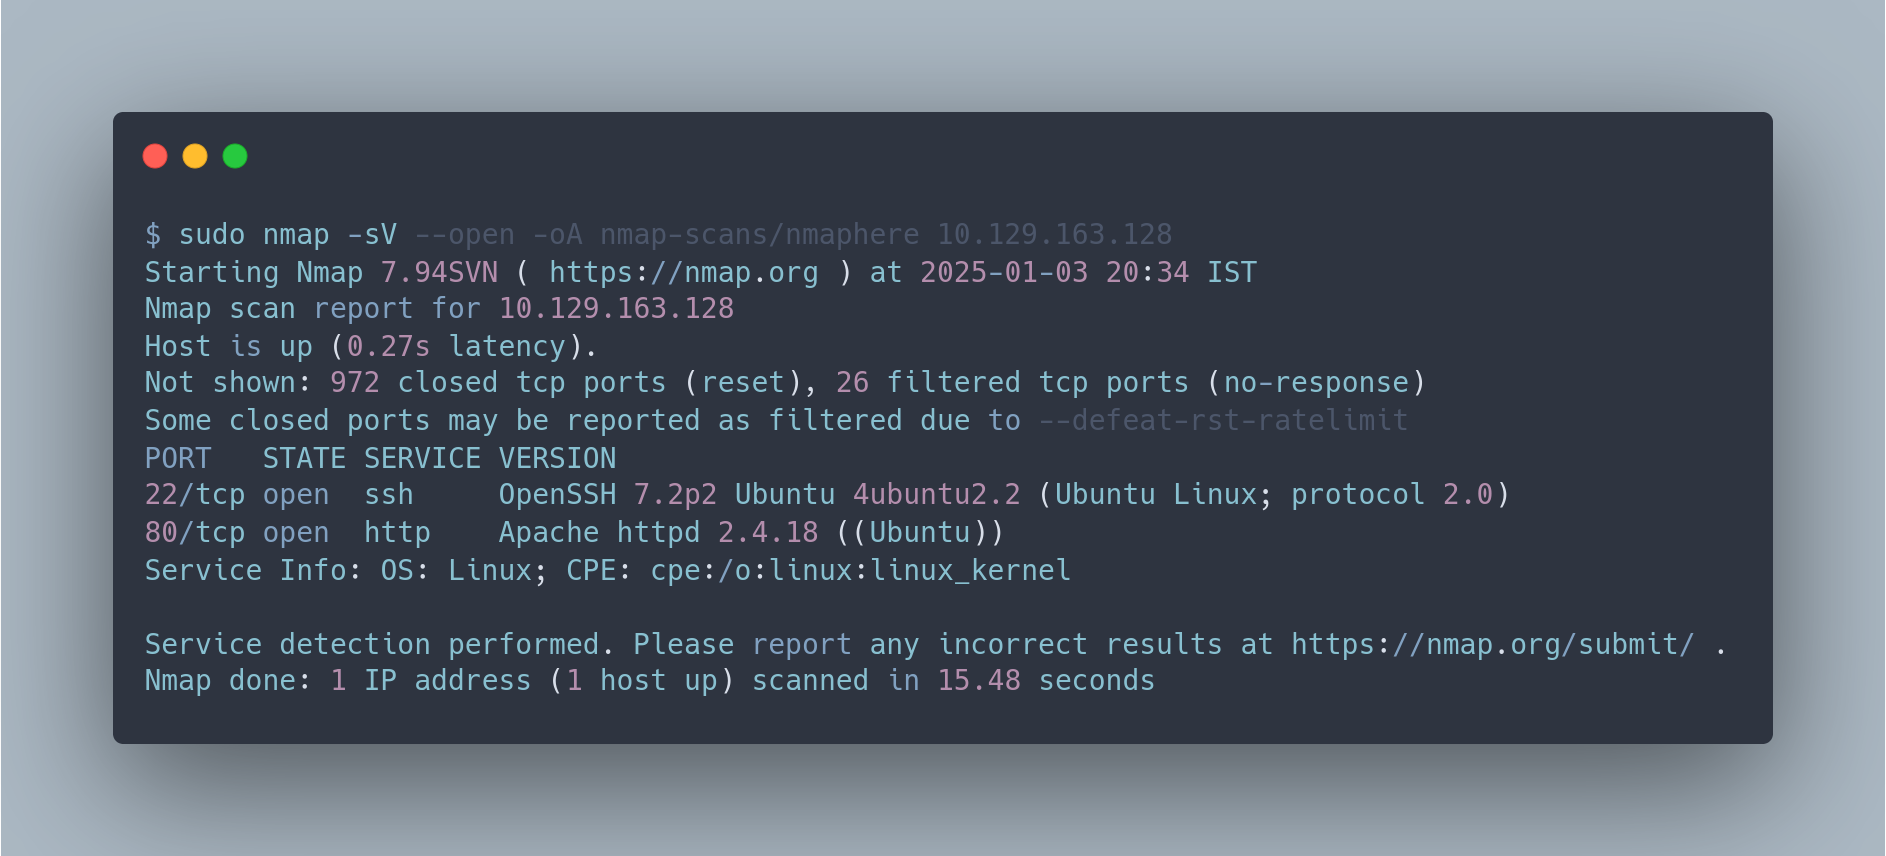 $ sudo nmap -sV --open -oA nmap-scans/nmaphere 10.129.163.128
Starting Nmap 7.94SVN ( https://nmap.org ) at 2025-01-03 20:34 IST
Nmap scan report for 10.129.163.128
Host is up (0.27s latency).
Not shown: 972 closed tcp ports (reset), 26 filtered tcp ports (no-response)
Some closed ports may be reported as filtered due to --defeat-rst-ratelimit
PORT   STATE SERVICE VERSION
22/tcp open  ssh     OpenSSH 7.2p2 Ubuntu 4ubuntu2.2 (Ubuntu Linux; protocol 2.0)
80/tcp open  http    Apache httpd 2.4.18 ((Ubuntu))
Service Info: OS: Linux; CPE: cpe:/o:linux:linux_kernel
Service detection performed. Please report any incorrect results at https://nmap.org/submit/ .
Nmap done: 1 IP address (1 host up) scanned in 15.48 seconds